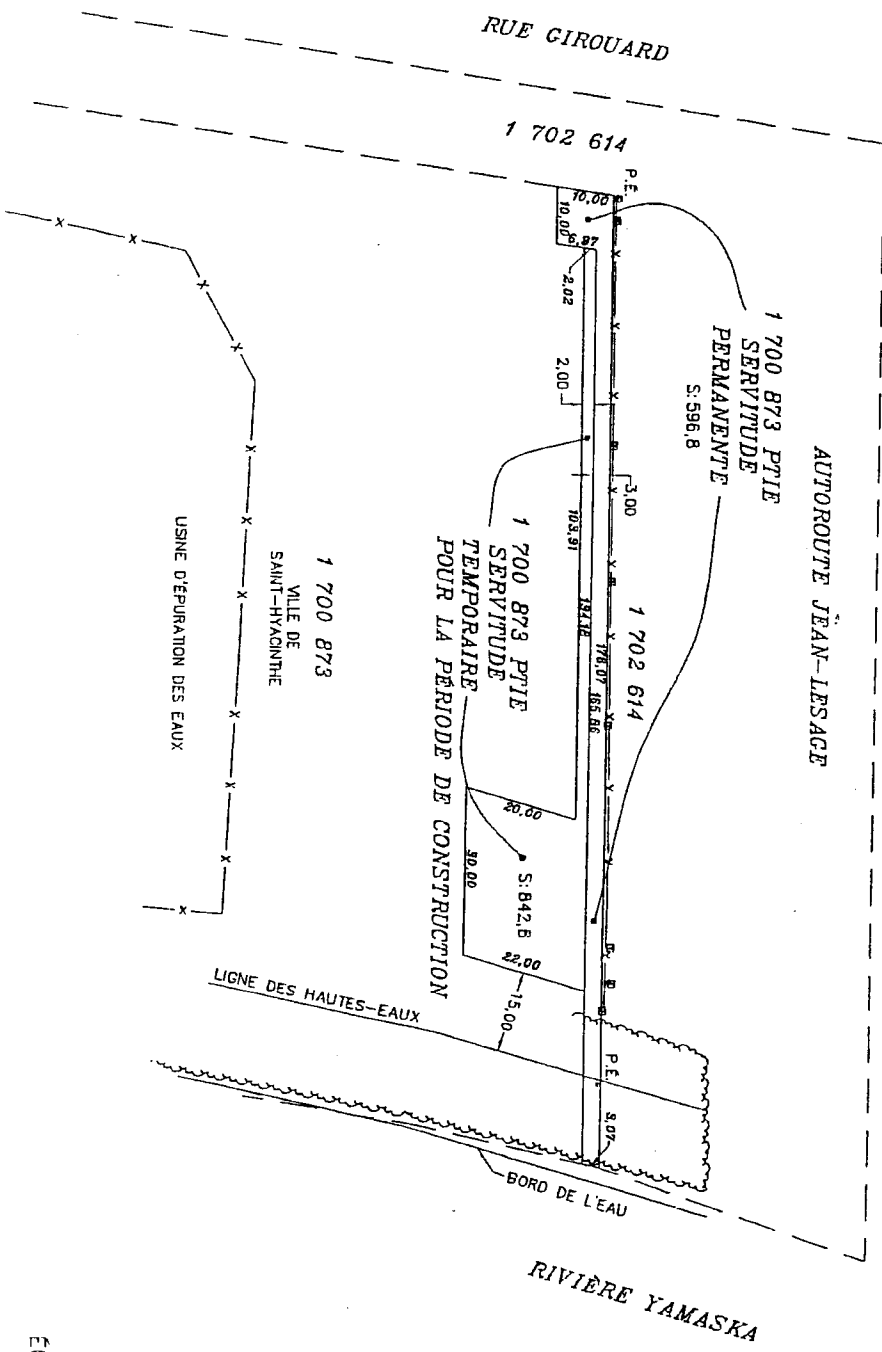 RUE GIROUARD
1 702 614
P.É.
10,00
10,00
6,97
2,02
2,00
3,00
1 700 873 PTIE
SERVITUDE
PERMANENTE
S: 596,8
AUTOROUTE JEAN-LESAGE
1 702 614
103,91
194,18
178,07
166,86
1 700 873 PTIE
SERVITUDE
TEMPORAIRE
POUR LA PÉRIODE DE CONSTRUCTION
1 700 873
VILLE DE
SAINT-HYACINTHE
USINE D'ÉPURATION DES EAUX
20,00
30,00
S: 842,8
22,00
15,00
LIGNE DES HAUTES-EAUX
P.É.
3,07
BORD DE L'EAU
RIVIÈRE YAMASKA